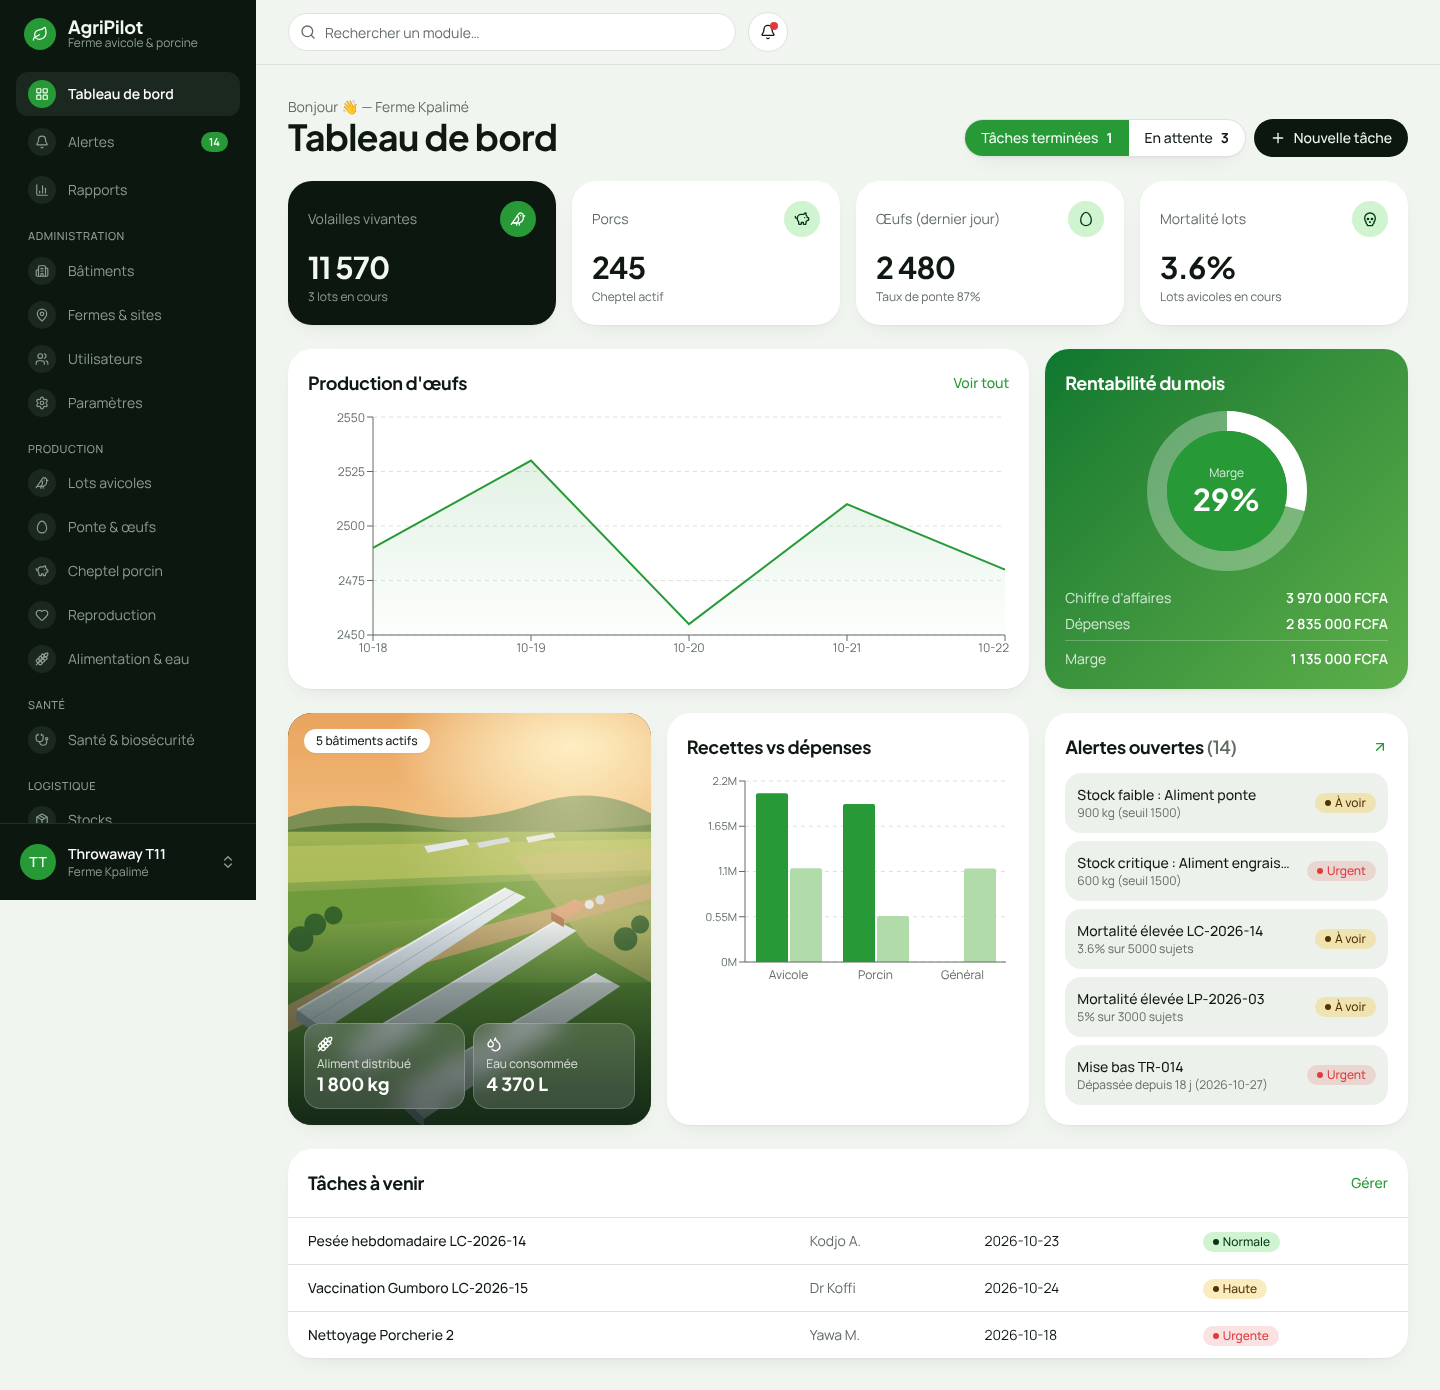 AgriPilot
Ferme avicole & porcine
Tableau de bord
Alertes 14
Rapports
ADMINISTRATION
Bâtiments
Fermes & sites
Utilisateurs
Paramètres
PRODUCTION
Lots avicoles
Ponte & œufs
Cheptel porcin
Reproduction
Alimentation & eau
SANTÉ
Santé & biosécurité
LOGISTIQUE
Stocks
TT
Throwaway T11
Ferme Kpalimé
Rechercher un module...
Bonjour 👋 — Ferme Kpalimé
Tableau de bord
Tâches terminées 1
En attente 3
Nouvelle tâche
Volailles vivantes
11 570
3 lots en cours
Porcs
245
Cheptel actif
Œufs (dernier jour)
2 480
Taux de ponte 87%
Mortalité lots
3.6%
Lots avicoles en cours
Production d'œufs
Voir tout
2550
2525
2500
2475
2450
10-18 10-19 10-20 10-21 10-22
Rentabilité du mois
Marge
29%
Chiffre d'affaires 3 970 000 FCFA
Dépenses 2 835 000 FCFA
Marge 1 135 000 FCFA
5 bâtiments actifs
Aliment distribué
1 800 kg
Eau consommée
4 370 L
Recettes vs dépenses
2.2M
1.65M
1.1M
0.55M
0M
Avicole Porcin Général
Alertes ouvertes (14)
Stock faible : Aliment ponte
900 kg (seuil 1500)
À voir
Stock critique : Aliment engrais...
600 kg (seuil 1500)
Urgent
Mortalité élevée LC-2026-14
3.6% sur 5000 sujets
À voir
Mortalité élevée LP-2026-03
5% sur 3000 sujets
À voir
Mise bas TR-014
Dépassée depuis 18 j (2026-10-27)
Urgent
Tâches à venir
Gérer
Pesée hebdomadaire LC-2026-14 Kodjo A. 2026-10-23 Normale
Vaccination Gumboro LC-2026-15 Dr Koffi 2026-10-24 Haute
Nettoyage Porcherie 2 Yawa M. 2026-10-18 Urgente